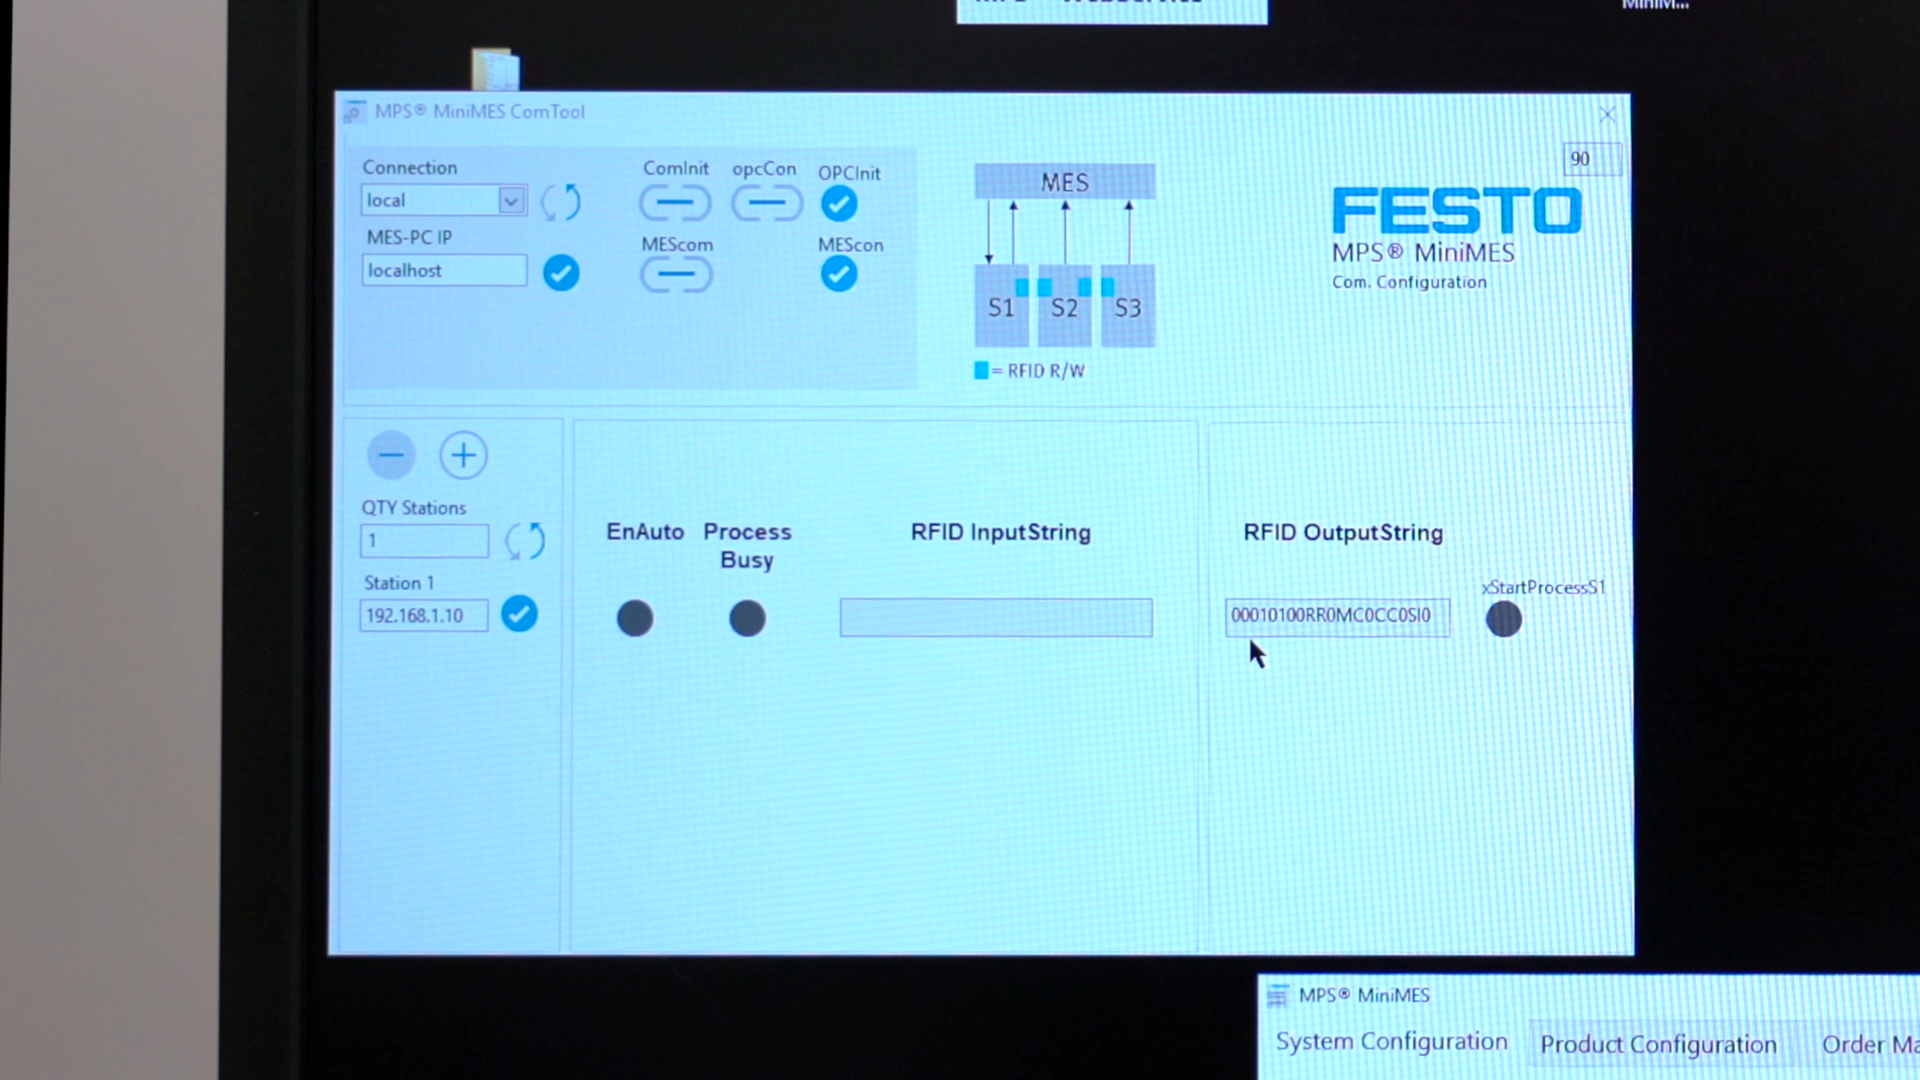 MPS® MiniMES ComTool
Connection
local
MES-PC IP
localhost
ComInit
opcCon
OPCInit
MEScom
MEScon
MES
S1
S2
S3
= RFID R/W
90
FESTO
MPS® MiniMES
Com. Configuration
QTY Stations
1
Station 1
192.168.1.10
EnAuto
Process
Busy
RFID InputString
RFID OutputString
00010100RR0MC0CC0SI0
xStartProcessS1
MPS® MiniMES
System Configuration
Product Configuration
Order Ma